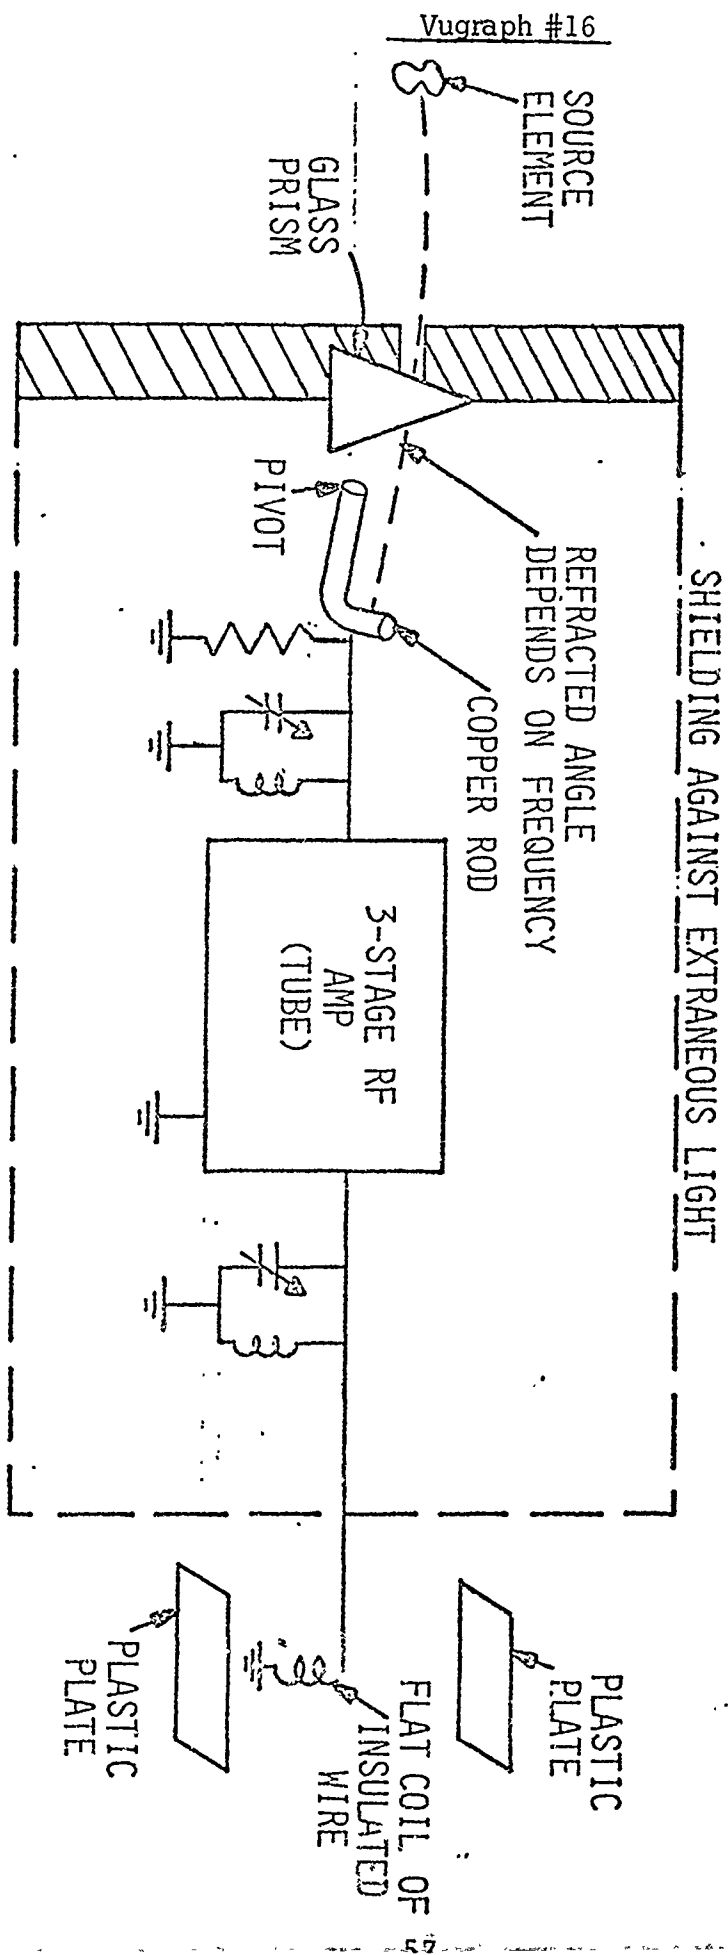 Vugraph #16
SOURCE
ELEMENT
GLASS
PRISM
SHIELDING AGAINST EXTRANEOUS LIGHT
REFRACTED ANGLE
DEPENDS ON FREQUENCY
PIVOT
COPPER ROD
3-STAGE RF
AMP
(TUBE)
PLASTIC
PLATE
FLAT COIL OF
INSULATED
WIRE
PLASTIC
PLATE
57